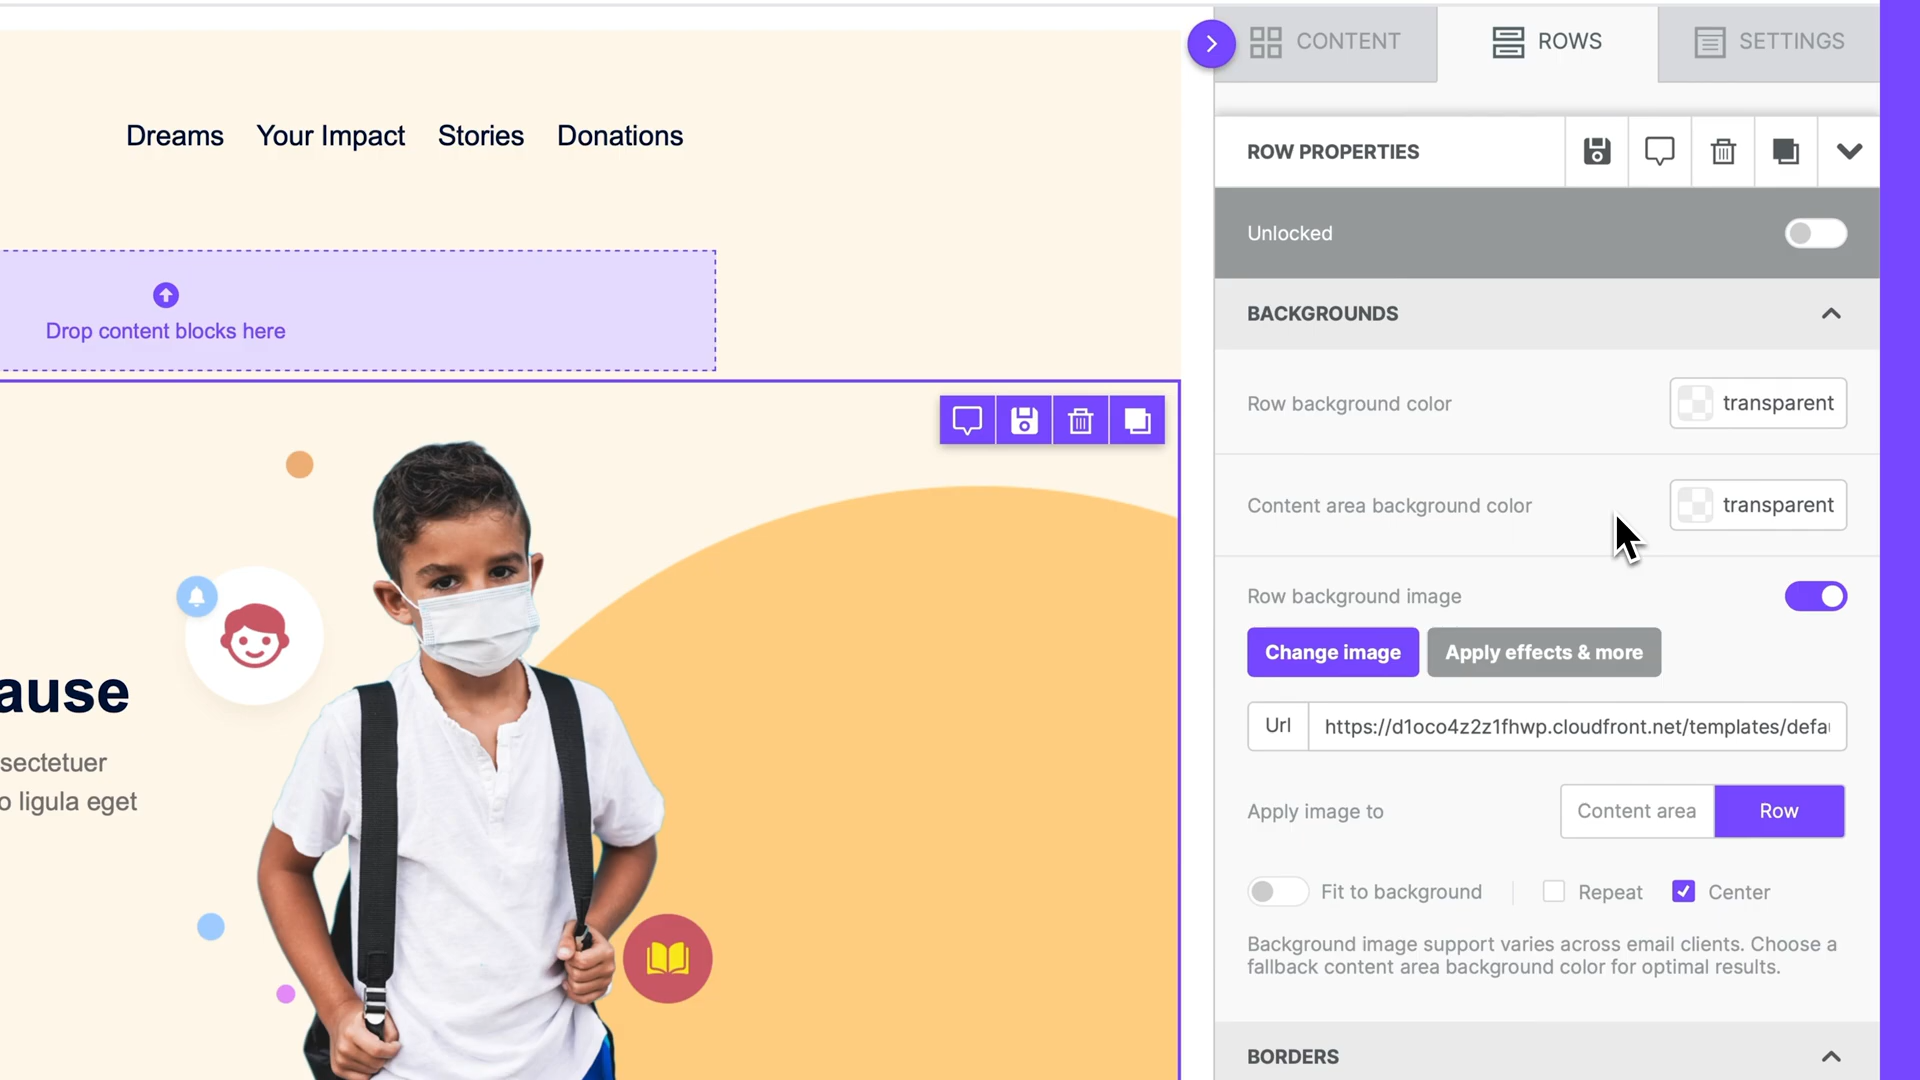 CONTENT
ROWS
SETTINGS
Dreams Your Impact Stories Donations
ROW PROPERTIES
Unlocked
BACKGROUNDS
Drop content blocks here
Row background color
transparent
Content area background color
transparent
Row background image
Change image
Apply effects & more
ause
Url
https://d1oco4z2z1fhwp.cloudfront.net/templates/defa
sectetuer
o ligula eget
Apply image to
Content area
Row
Fit to background
Repeat
Center
Background image support varies across email clients. Choose a
fallback content area background color for optimal results.
BORDERS